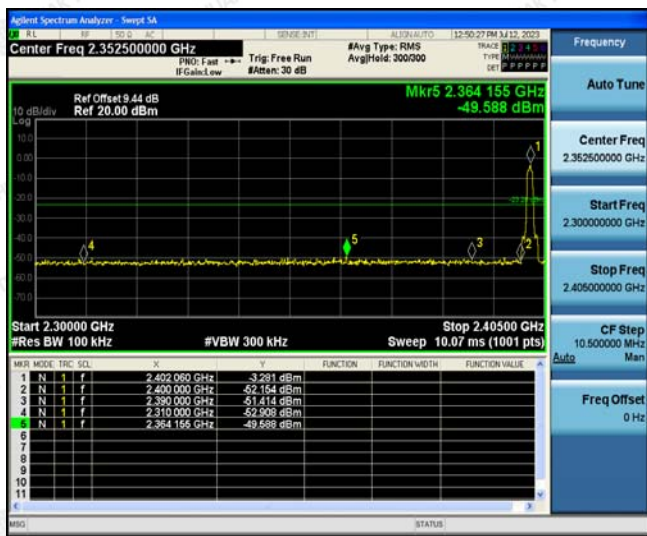 Agilent Spectrum Analyzer - Swept SA
RL RF 50 Ω AC SENSE:INT ALIGN AUTO 12:50:27 PM Jul 12, 2023
Center Freq 2.352500000 GHz
PNO: Fast
IFGain:Low
Trig: Free Run
#Atten: 30 dB
#Avg Type: RMS
Avg|Hold: 300/300
TRACE 1 2 3 4 5 6
TYPE MWWWWW
DET P P P P P P
Frequency
Auto Tune
Center Freq
2.352500000 GHz
Start Freq
2.300000000 GHz
Stop Freq
2.405000000 GHz
CF Step
10.500000 MHz
Auto Man
Freq Offset
0 Hz
Mkr5 2.364 155 GHz
-49.588 dBm
Ref Offset 9.44 dB
10 dB/div Ref 20.00 dBm
Log
10.0
0.00
-10.0
-20.0
-30.0
-40.0
-50.0
-60.0
-70.0
1
2
3
4
5
Start 2.30000 GHz Stop 2.40500 GHz
#Res BW 100 kHz #VBW 300 kHz Sweep 10.07 ms (1001 pts)
MKR MODE TRC SCL X Y FUNCTION FUNCTION WIDTH FUNCTION VALUE
1 N 1 f 2.402 060 GHz -3.281 dBm
2 N 1 f 2.400 000 GHz -52.154 dBm
3 N 1 f 2.390 000 GHz -51.414 dBm
4 N 1 f 2.310 000 GHz -52.908 dBm
5 N 1 f 2.364 155 GHz -49.588 dBm
6
7
8
9
10
11
MSG STATUS